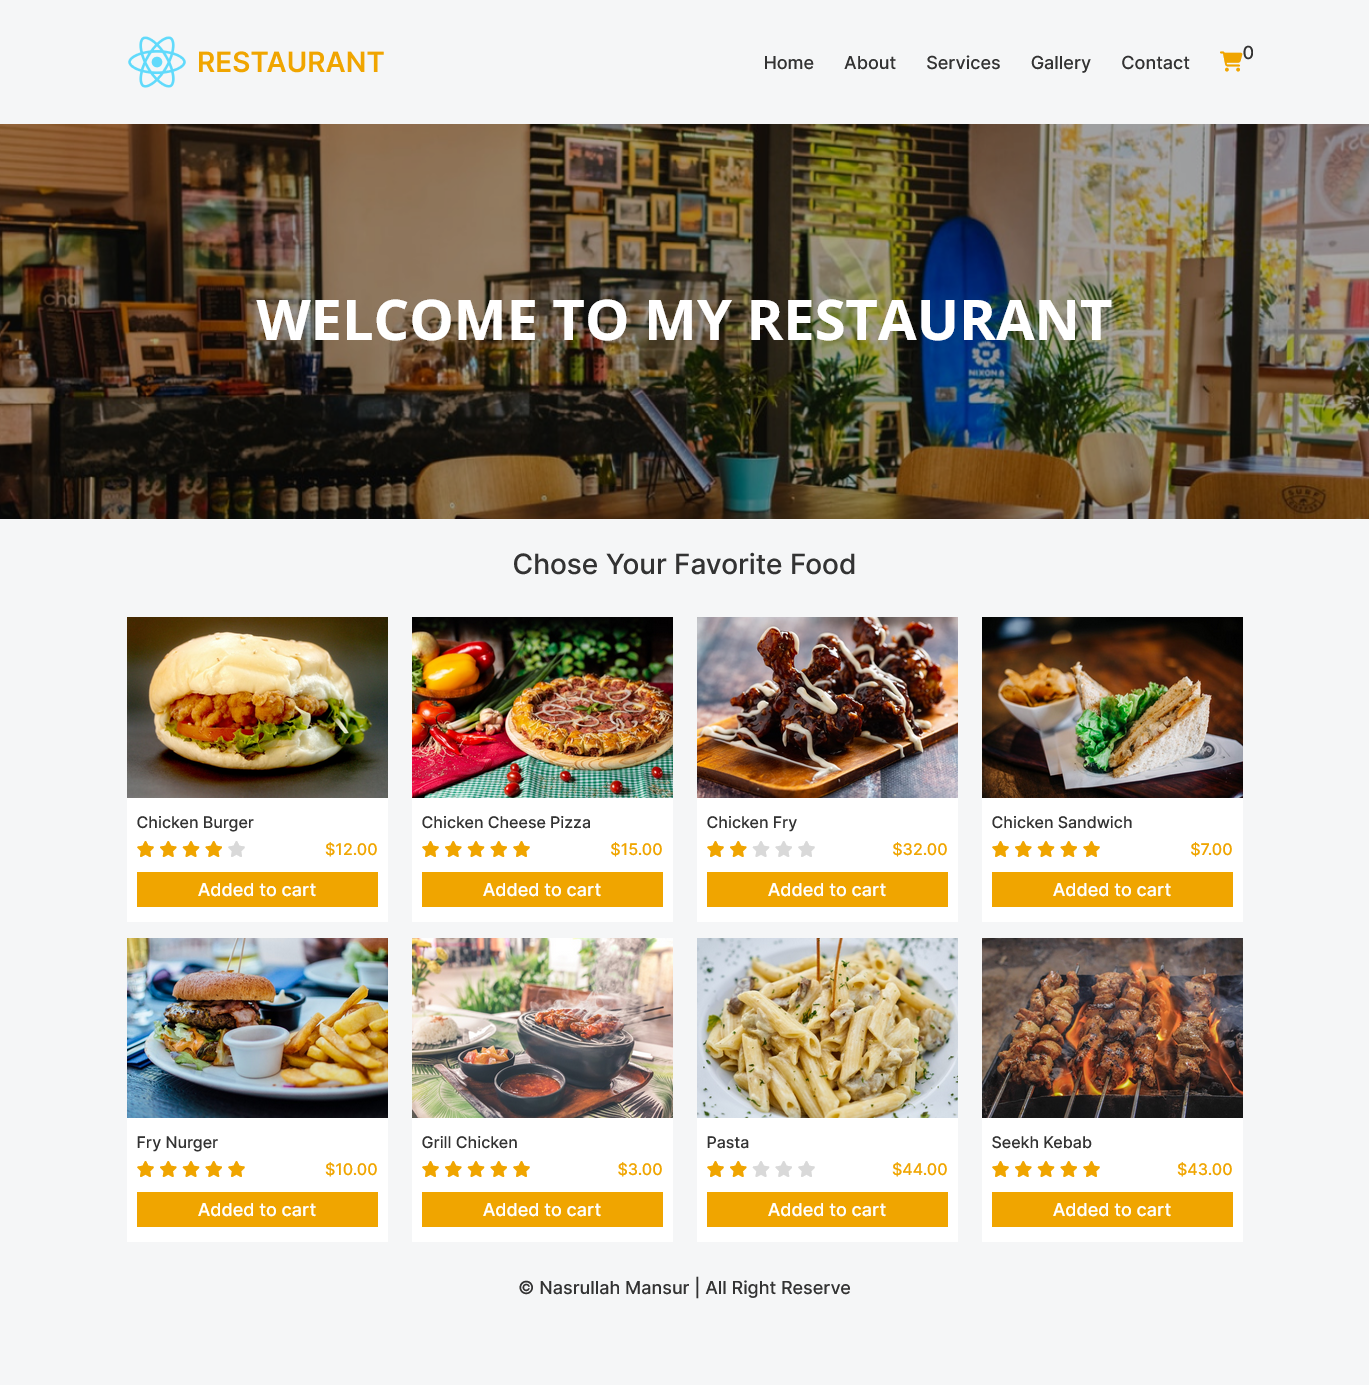 RESTAURANT
Home About Services Gallery Contact 0
cha
NIXON
WELCOME TO MY RESTAURANT
Chose Your Favorite Food
Chicken Burger
$12.00
Added to cart
Chicken Cheese Pizza
$15.00
Added to cart
Chicken Fry
$32.00
Added to cart
Chicken Sandwich
$7.00
Added to cart
Fry Nurger
$10.00
Added to cart
Grill Chicken
$3.00
Added to cart
Pasta
$44.00
Added to cart
Seekh Kebab
$43.00
Added to cart
© Nasrullah Mansur | All Right Reserve